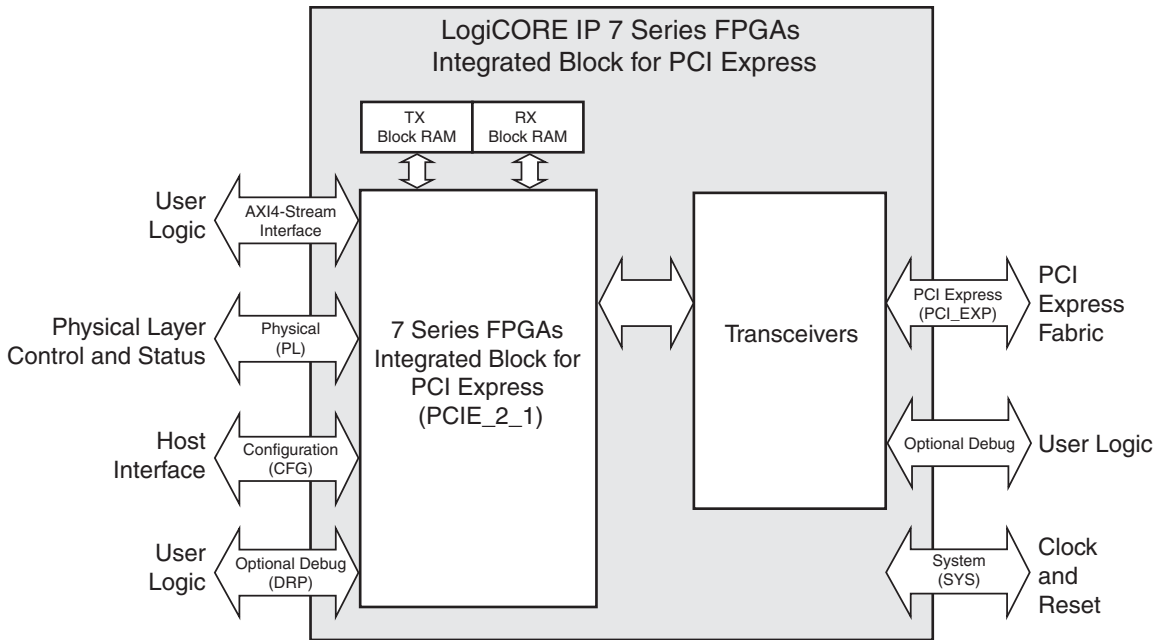 LogiCORE IP 7 Series FPGAs
Integrated Block for PCI Express
TX
Block RAM
RX
Block RAM
User
Logic
AXI4-Stream
Interface
Physical Layer
Control and Status
Physical
(PL)
Host
Interface
Configuration
(CFG)
User
Logic
Optional Debug
(DRP)
7 Series FPGAs
Integrated Block for
PCI Express
(PCIE_2_1)
Transceivers
PCI Express
(PCI_EXP)
PCI
Express
Fabric
Optional Debug
User Logic
System
(SYS)
Clock
and
Reset